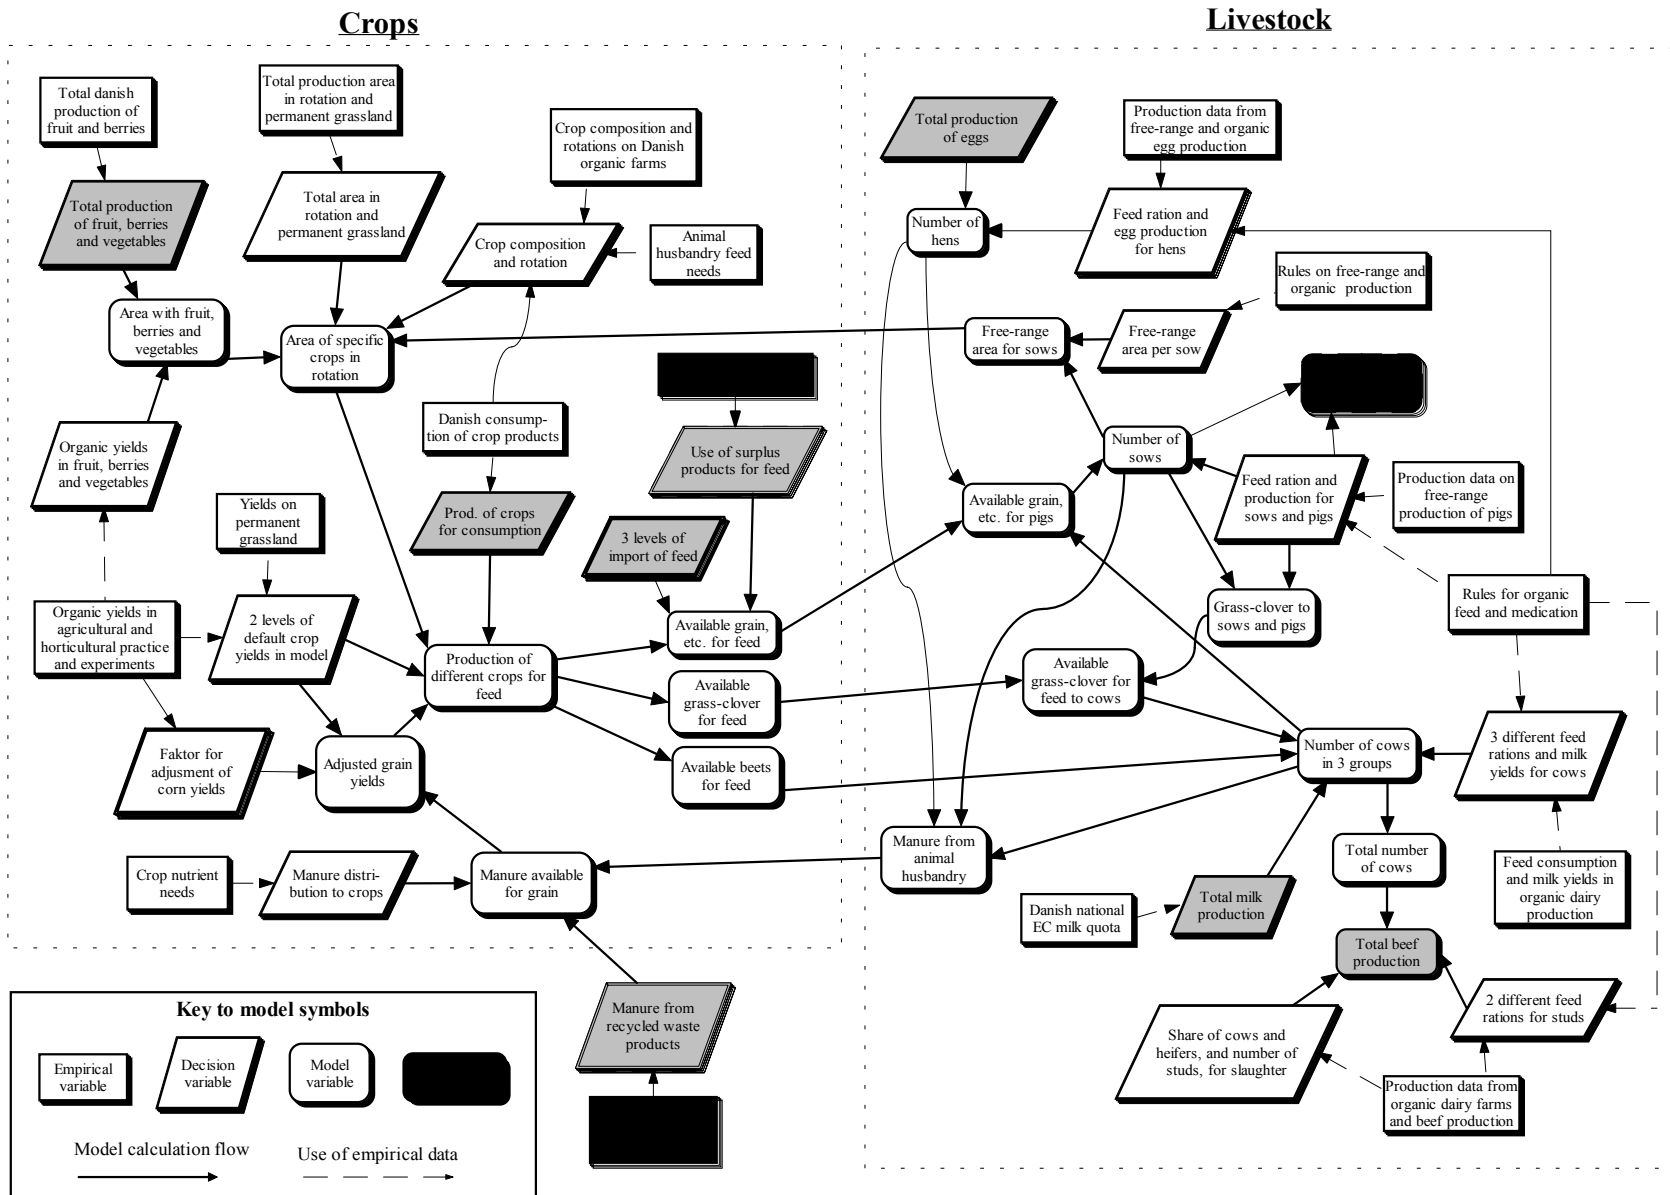 Crops
Livestock
Total danish
production of
fruit and berries
Total production area
in rotation and
permanent grassland
Crop composition and
rotations on Danish
organic farms
Total production
of fruit, berries
and vegetables
Total area in
rotation and
permanent grassland
Crop composition
and rotation
Animal
husbandry feed
needs
Area with fruit,
berries and
vegetables
Area of specific
crops in
rotation
Organic yields
in fruit, berries
and vegetables
Danish consump-
tion of crop products
Use of surplus
products for feed
Yields on
permanent
grassland
Prod. of crops
for consumption
3 levels of
import of feed
Organic yields in
agricultural and
horticultural practice
and experiments
2 levels of
default crop
yields in model
Production of
different crops for
feed
Available grain,
etc. for feed
Available
grass-clover
for feed
Available beets
for feed
Faktor for
adjusment of
corn yields
Adjusted grain
yields
Crop nutrient
needs
Manure distri-
bution to crops
Manure available
for grain
Manure from
recycled waste
products
Total production
of eggs
Production data from
free-range and organic
egg production
Number of
hens
Feed ration and
egg production
for hens
Rules on free-range and
organic production
Free-range
area for sows
Free-range
area per sow
Number of
sows
Available grain,
etc. for pigs
Feed ration and
production for
sows and pigs
Production data on
free-range
production of pigs
Grass-clover to
sows and pigs
Rules for organic
feed and medication
Available
grass-clover for
feed to cows
Number of cows
in 3 groups
3 different feed
rations and milk
yields for cows
Manure from
animal
husbandry
Total number
of cows
Feed consumption
and milk yields in
organic dairy
production
Danish national
EC milk quota
Total milk
production
Total beef
production
Share of cows and
heifers, and number of
studs, for slaughter
2 different feed
rations for studs
Production data from
organic dairy farms
and beef production
Key to model symbols
Empirical
variable
Decision
variable
Model
variable
Model calculation flow
Use of empirical data